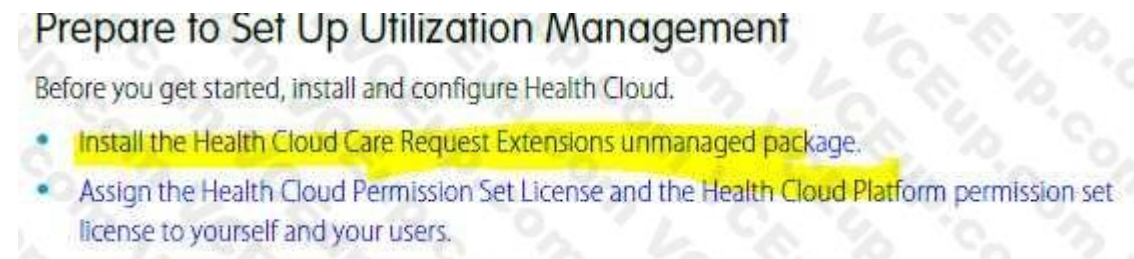 Prepare to Set Up Utilization Management
Before you get started, install and configure Health Cloud.
• Install the Health Cloud Care Request Extensions unmanaged package.
• Assign the Health Cloud Permission Set License and the Health Cloud Platform permission set
license to yourself and your users.